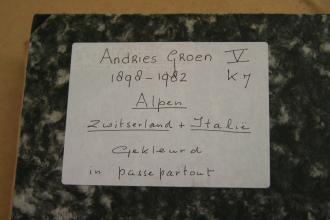 Andries Groen V
1898-1982 K7
Alpen
Zwitserland + Italië
Gekleurd
in passepartout